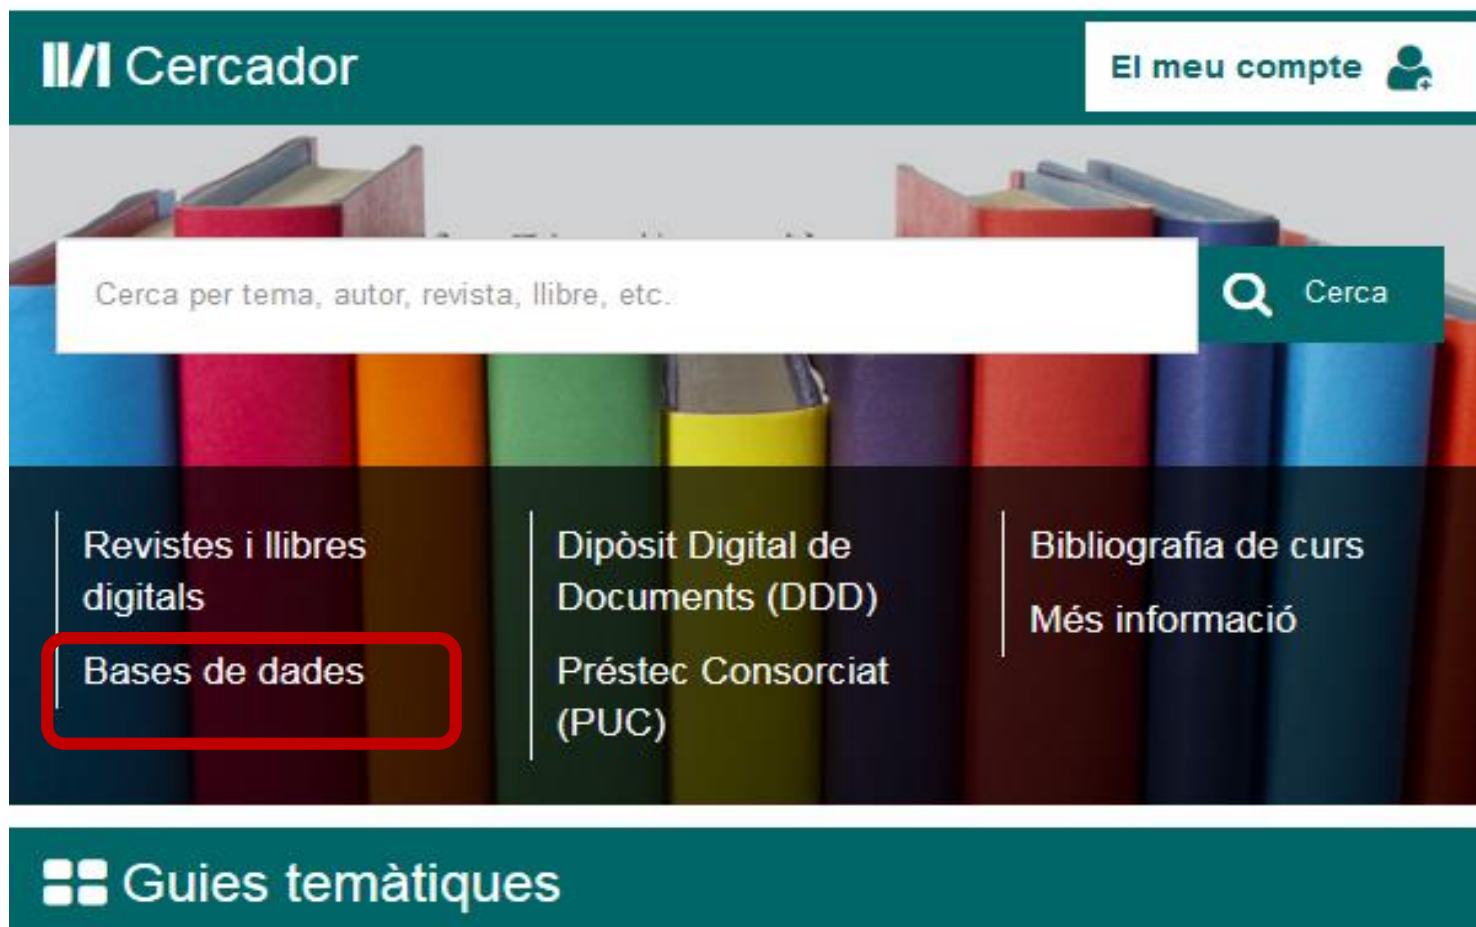 Cercador
El meu compte
Cerca per tema, autor, revista, llibre, etc.
Cerca
Revistes i llibres
digitals
Bases de dades
Dipòsit Digital de
Documents (DDD)
Préstec Consorciat
(PUC)
Bibliografia de curs
Més informació
Guies temàtiques